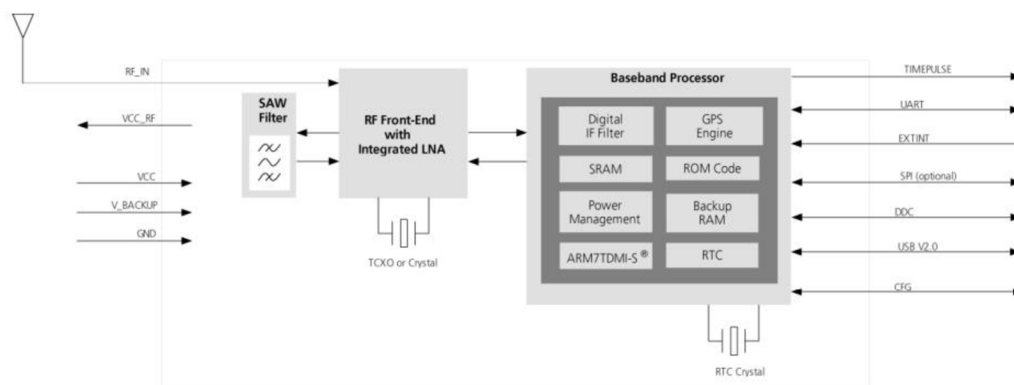 RF_IN
VCC_RF
VCC
V_BACKUP
GND
SAW
Filter
RF Front-End
with
Integrated LNA
TCXO or Crystal
Baseband Processor
Digital
IF Filter
GPS
Engine
SRAM
ROM Code
Power
Management
Backup
RAM
ARM7TDMI-S®
RTC
RTC Crystal
TIMEPULSE
UART
EXTINT
SPI (optional)
DDC
USB V2.0
CFG